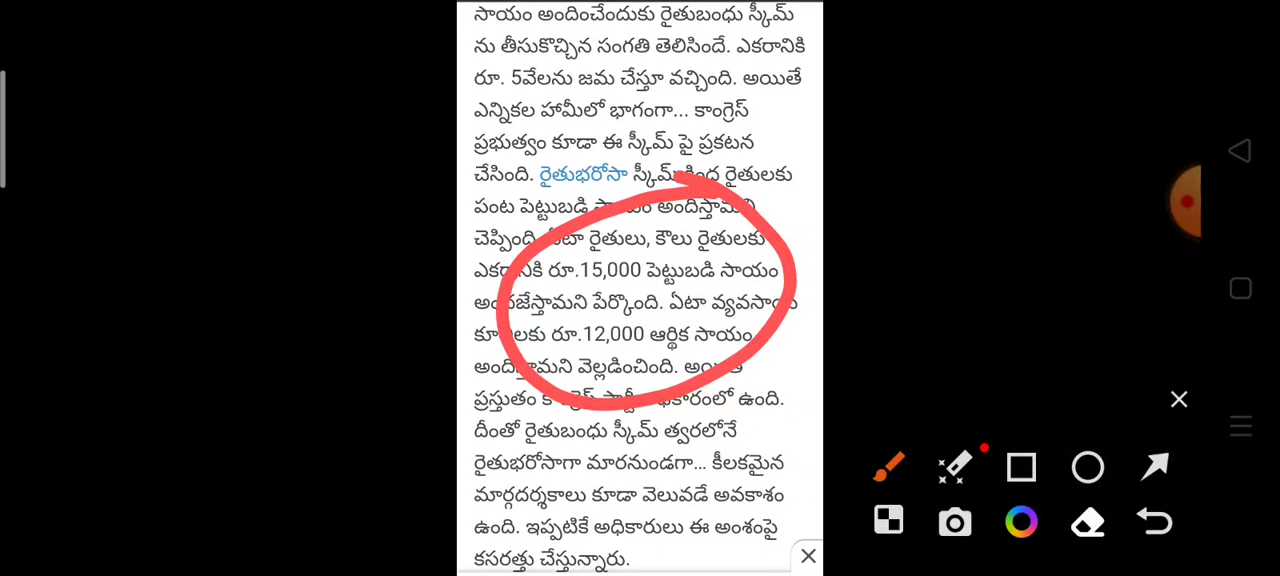 సాయం అందించేందుకు రైతుబంధు స్కీమ్
ను తీసుకొచ్చిన సంగతి తెలిసిందే. ఎకరానికి
రూ. 5వేలను జమ చేస్తూ వచ్చింది. అయితే
ఎన్నికల హామీలో భాగంగా... కాంగ్రెస్
ప్రభుత్వం కూడా ఈ స్కీమ్ పై ప్రకటన
చేసింది. రైతుభరోసా స్కీమ్ కింద రైతులకు
పంట పెట్టుబడి సాయం అందిస్తామని
చెప్పింది. ఏటా రైతులు, కౌలు రైతులకు
ఎకరానికి రూ.15,000 పెట్టుబడి సాయం
అందజేస్తామని పేర్కొంది. ఏటా వ్యవసాయ
కూలీలకు రూ.12,000 ఆర్థిక సాయం
అందిస్తామని వెల్లడించింది. అయితే
ప్రస్తుతం కాంగ్రెస్ పార్టీ అధికారంలో ఉంది.
దీంతో రైతుబంధు స్కీమ్ త్వరలోనే
రైతుభరోసాగా మారనుండగా... కీలకమైన
మార్గదర్శకాలు కూడా వెలువడే అవకాశం
ఉంది. ఇప్పటికే అధికారులు ఈ అంశంపై
కసరత్తు చేస్తున్నారు.